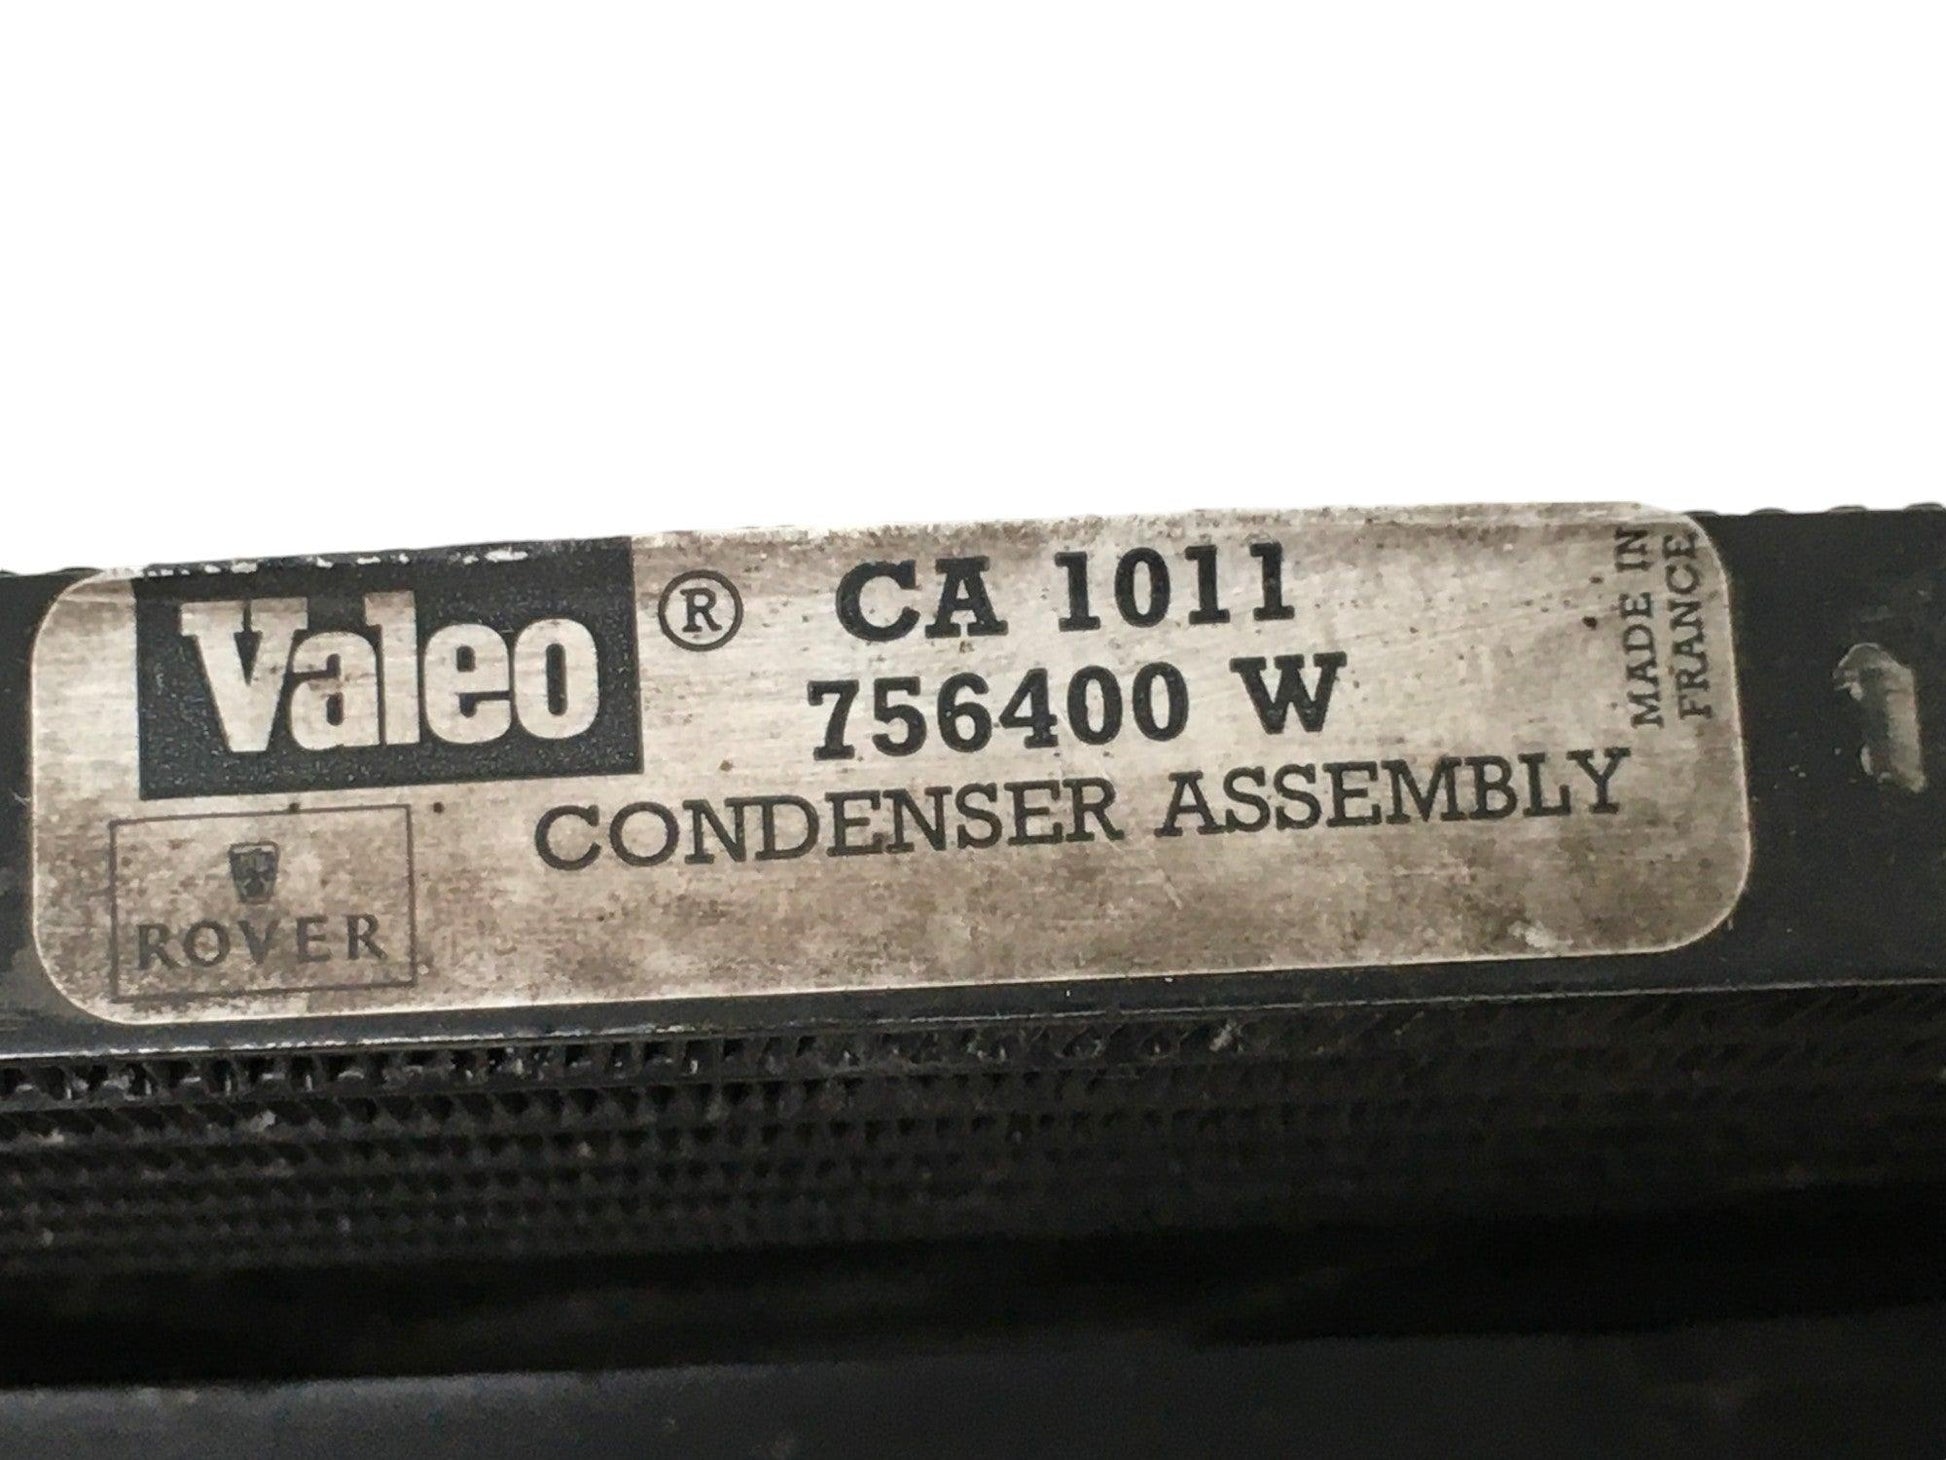 Valeo ® CA 1011
756400 W
CONDENSER ASSEMBLY
MADE IN
FRANCE
ROVER